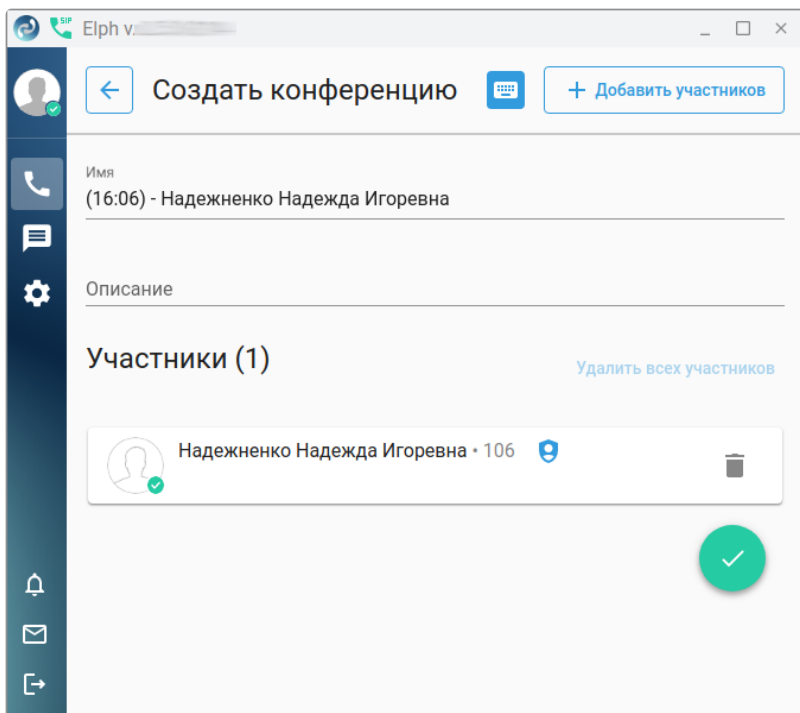 SIP Elph v.
Создать конференцию
Добавить участников
Имя
(16:06) - Надежненко Надежда Игоревна
Описание
Участники (1)
Удалить всех участников
Надежненко Надежда Игоревна • 106